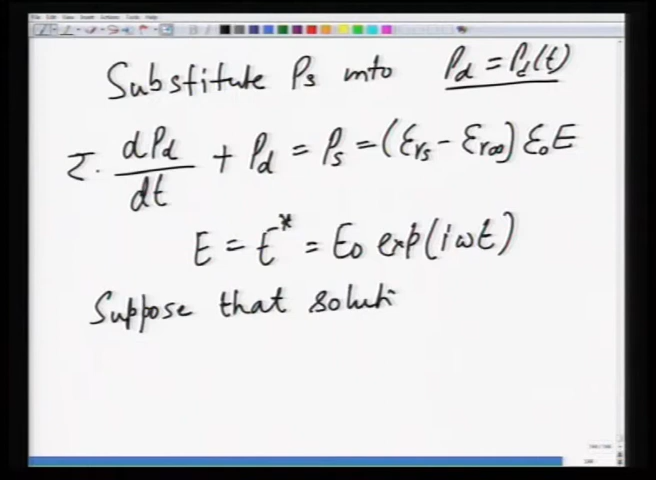 Substitute Ps into Pd = Pd(t)
τ. dPd/dt + Pd = Ps = (εrs - εr∞) ε0 E
E = E* = E0 exp(iωt)
Suppose that soluti